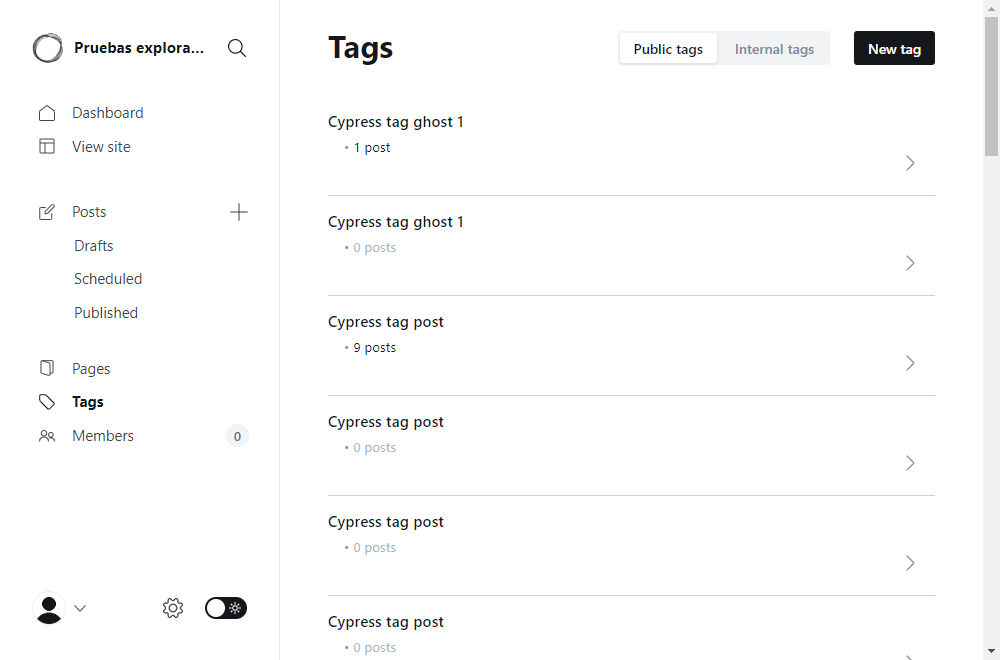 Pruebas explora...
Dashboard
View site
Posts
Drafts
Scheduled
Published
Pages
Tags
Members 0
Tags
Public tags
Internal tags
New tag
Cypress tag ghost 1
• 1 post
Cypress tag ghost 1
• 0 posts
Cypress tag post
• 9 posts
Cypress tag post
• 0 posts
Cypress tag post
• 0 posts
Cypress tag post
• 0 posts